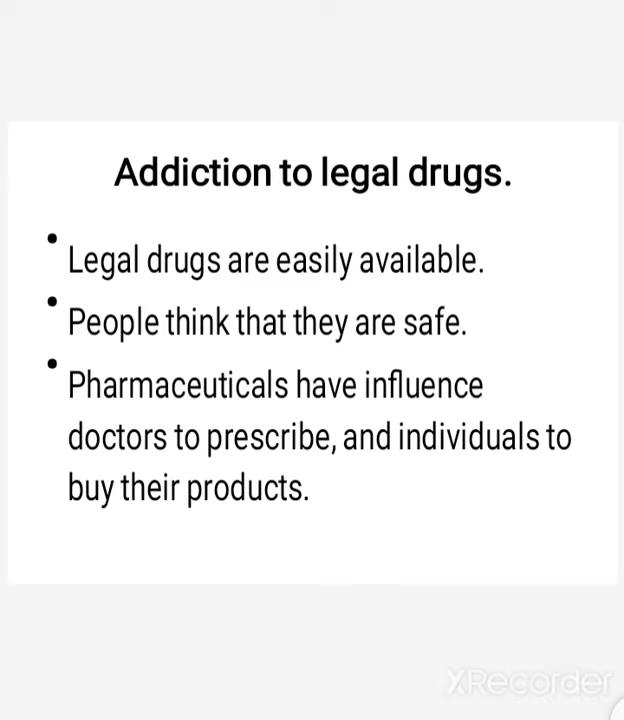 Addiction to legal drugs.
• Legal drugs are easily available.
• People think that they are safe.
• Pharmaceuticals have influence
doctors to prescribe, and individuals to
buy their products.
XRecorder